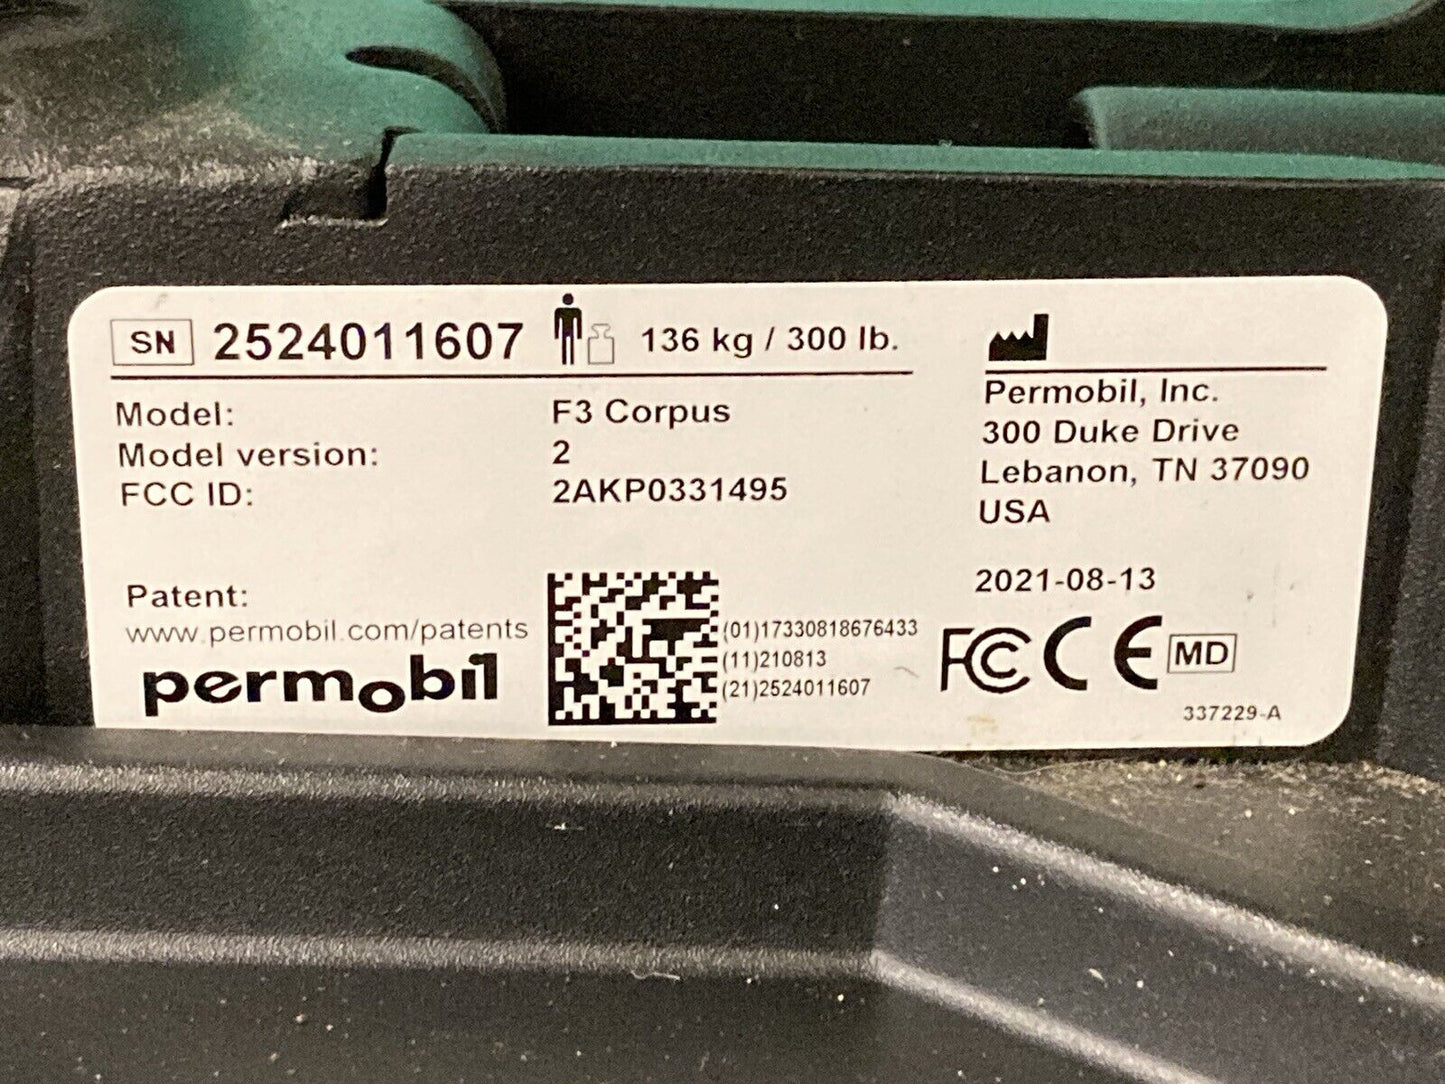 SN 2524011607 136 kg / 300 lb.
Model: F3 Corpus
Model version: 2
FCC ID: 2AKP0331495
Patent:
www.permobil.com/patents
permobil
(01)17330818676433
(11)210813
(21)2524011607
Permobil, Inc.
300 Duke Drive
Lebanon, TN 37090
USA
2021-08-13
FC CE MD
337229-A